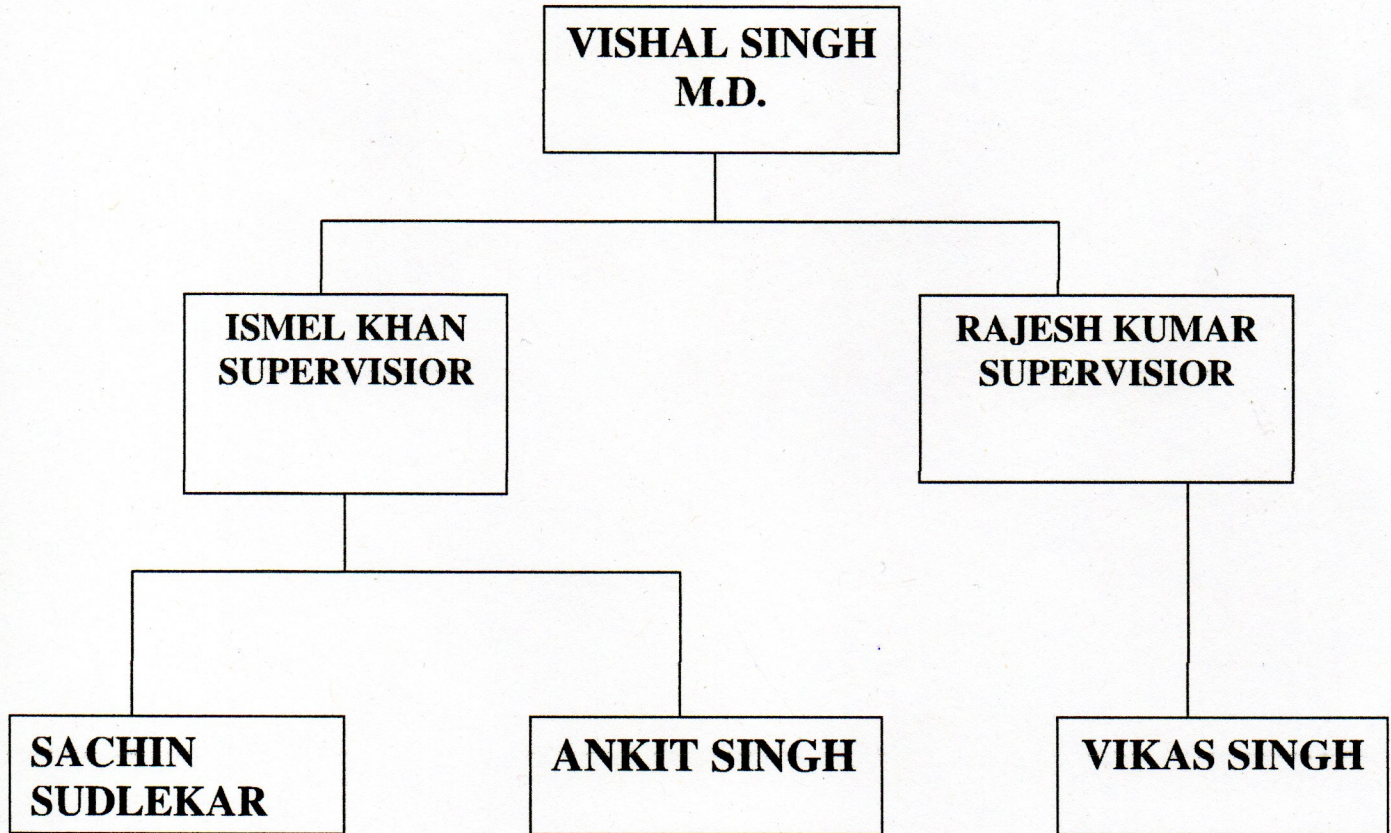 VISHAL SINGH
M.D.
ISMEL KHAN
SUPERVISIOR
RAJESH KUMAR
SUPERVISIOR
SACHIN
SUDLEKAR
ANKIT SINGH
VIKAS SINGH